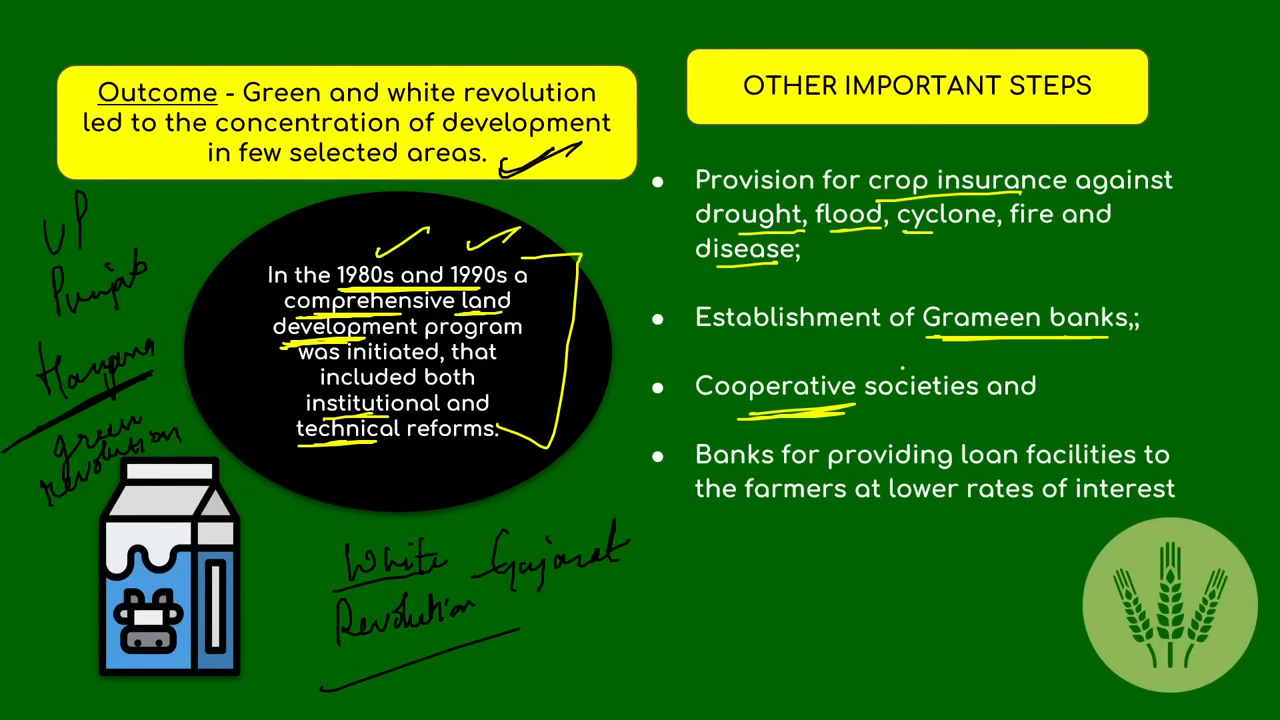 Outcome - Green and white revolution
led to the concentration of development
in few selected areas.
UP
Punjab
Haryana
green
revolution
In the 1980s and 1990s a
comprehensive land
development program
was initiated, that
included both
institutional and
technical reforms.
White Gujarat
Revolution
OTHER IMPORTANT STEPS
• Provision for crop insurance against
drought, flood, cyclone, fire and
disease;
• Establishment of Grameen banks,;
• Cooperative societies and
• Banks for providing loan facilities to
the farmers at lower rates of interest